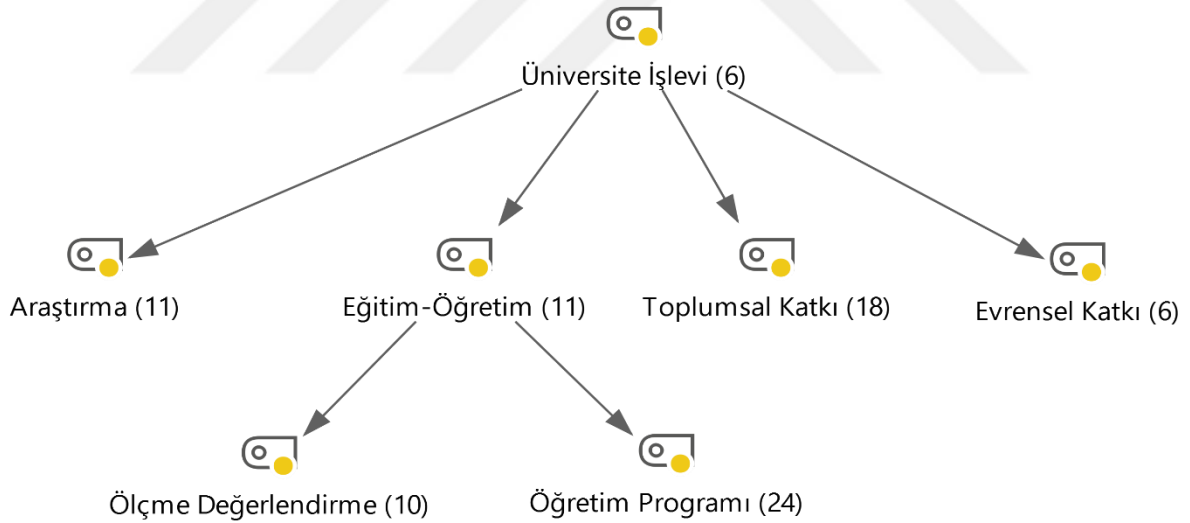 Üniversite İşlevi (6)
Araştırma (11)
Eğitim-Öğretim (11)
Toplumsal Katkı (18)
Evrensel Katkı (6)
Ölçme Değerlendirme (10)
Öğretim Programı (24)